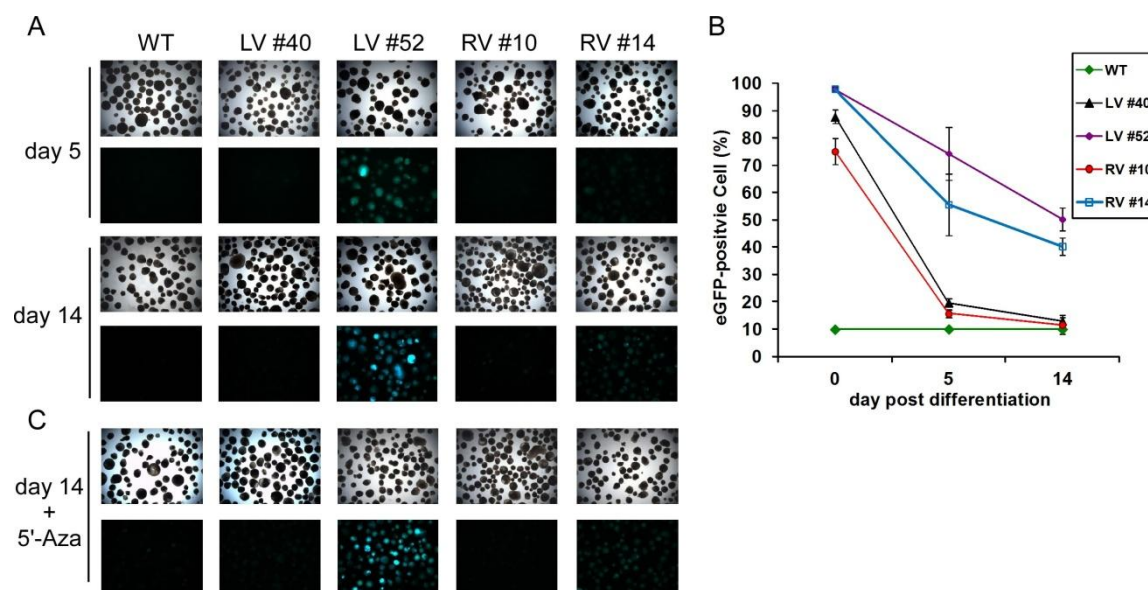 A
WT LV #40 LV #52 RV #10 RV #14
day 5
day 14
C
day 14
+
5'-Aza
B
WT
LV #40
LV #52
RV #10
RV #14
eGFP-positvie Cell (%)
100
90
80
70
60
50
40
30
20
10
0
0 5 14
day post differentiation